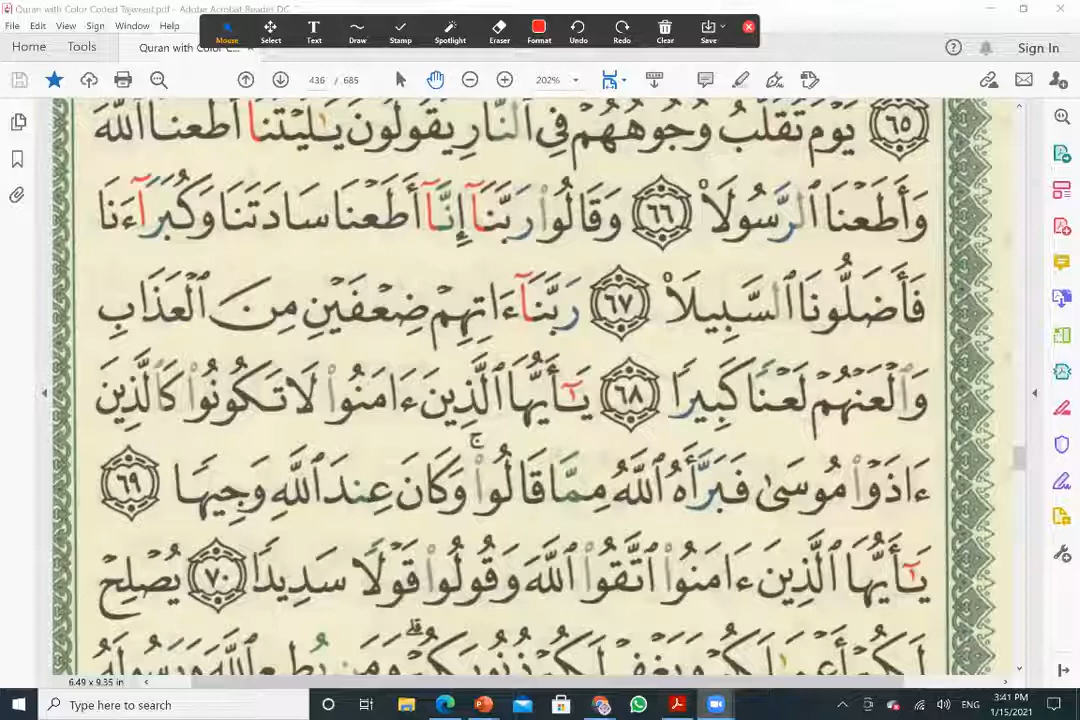 Quran with Color Coded Tajweed.pdf - Adobe Acrobat Reader DC
File Edit View Sign Window Help
Mouse Select Text Draw Stamp Spotlight Eraser Format Undo Redo Clear Save
Home Tools Quran with Color C... Sign In
436 / 685 202%
٦٥ يَوْمَ تُقَلَّبُ وُجُوهُهُمْ فِى ٱلنَّارِ يَقُولُونَ يَـٰلَيْتَنَآ أَطَعْنَا ٱللَّهَ
وَأَطَعْنَا ٱلرَّسُولَا۠ ٦٦ وَقَالُوا۟ رَبَّنَآ إِنَّآ أَطَعْنَا سَادَتَنَا وَكُبَرَآءَنَا
فَأَضَلُّونَا ٱلسَّبِيلَا۠ ٦٧ رَبَّنَآ ءَاتِهِمْ ضِعْفَيْنِ مِنَ ٱلْعَذَابِ
وَٱلْعَنْهُمْ لَعْنًا كَبِيرًا ٦٨ يَـٰٓأَيُّهَا ٱلَّذِينَ ءَامَنُوا۟ لَا تَكُونُوا۟ كَٱلَّذِينَ
ءَاذَوْا۟ مُوسَىٰ فَبَرَّأَهُ ٱللَّهُ مِمَّا قَالُوا۟ ۚ وَكَانَ عِندَ ٱللَّهِ وَجِيهًا ٦٩
يَـٰٓأَيُّهَا ٱلَّذِينَ ءَامَنُوا۟ ٱتَّقُوا۟ ٱللَّهَ وَقُولُوا۟ قَوْلًا سَدِيدًا ٧٠ يُصْلِحْ
لَكُمْ أَعْمَـٰلَكُمْ وَيَغْفِرْ لَكُمْ ذُنُوبَكُمْ ۗ وَمَن يُطِعِ ٱللَّهَ وَرَسُولَهُۥ
6.49 x 9.35 in
Type here to search
ENG
3:41 PM
1/15/2021